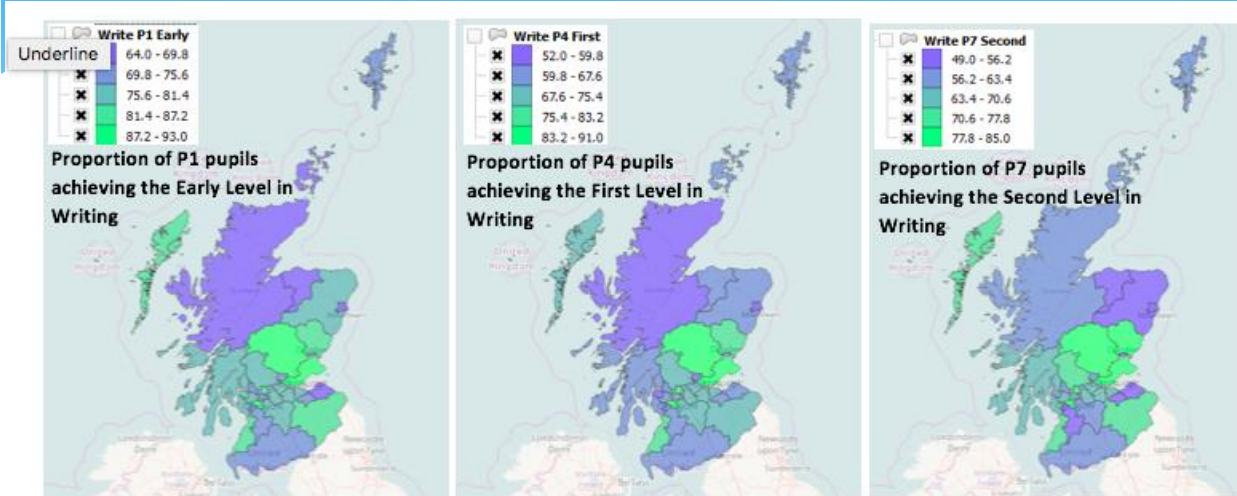 Write P1 Early
Underline
64.0 - 69.8
69.8 - 75.6
75.6 - 81.4
81.4 - 87.2
87.2 - 93.0
Proportion of P1 pupils
achieving the Early Level in
Writing
Write P4 First
52.0 - 59.8
59.8 - 67.6
67.6 - 75.4
75.4 - 83.2
83.2 - 91.0
Proportion of P4 pupils
achieving the First Level in
Writing
Write P7 Second
49.0 - 56.2
56.2 - 63.4
63.4 - 70.6
70.6 - 77.8
77.8 - 85.0
Proportion of P7 pupils
achieving the Second Level in
Writing